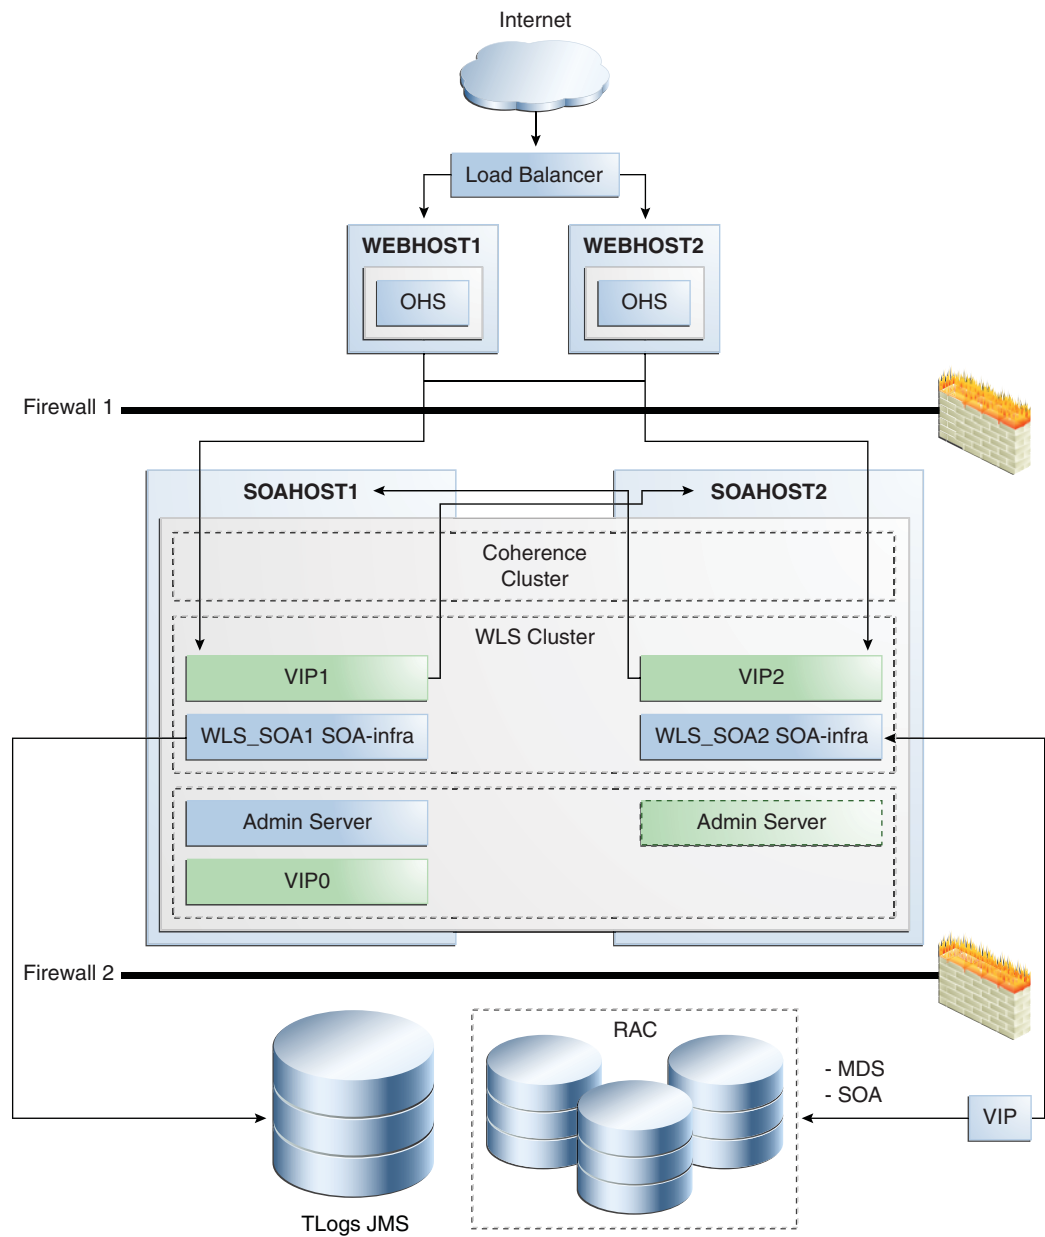 Internet
Load Balancer
WEBHOST1
WEBHOST2
OHS
OHS
Firewall 1
SOAHOST1
SOAHOST2
Coherence
Cluster
WLS Cluster
VIP1
VIP2
WLS_SOA1 SOA-infra
WLS_SOA2 SOA-infra
Admin Server
Admin Server
VIP0
Firewall 2
RAC
- MDS
- SOA
VIP
TLogs JMS